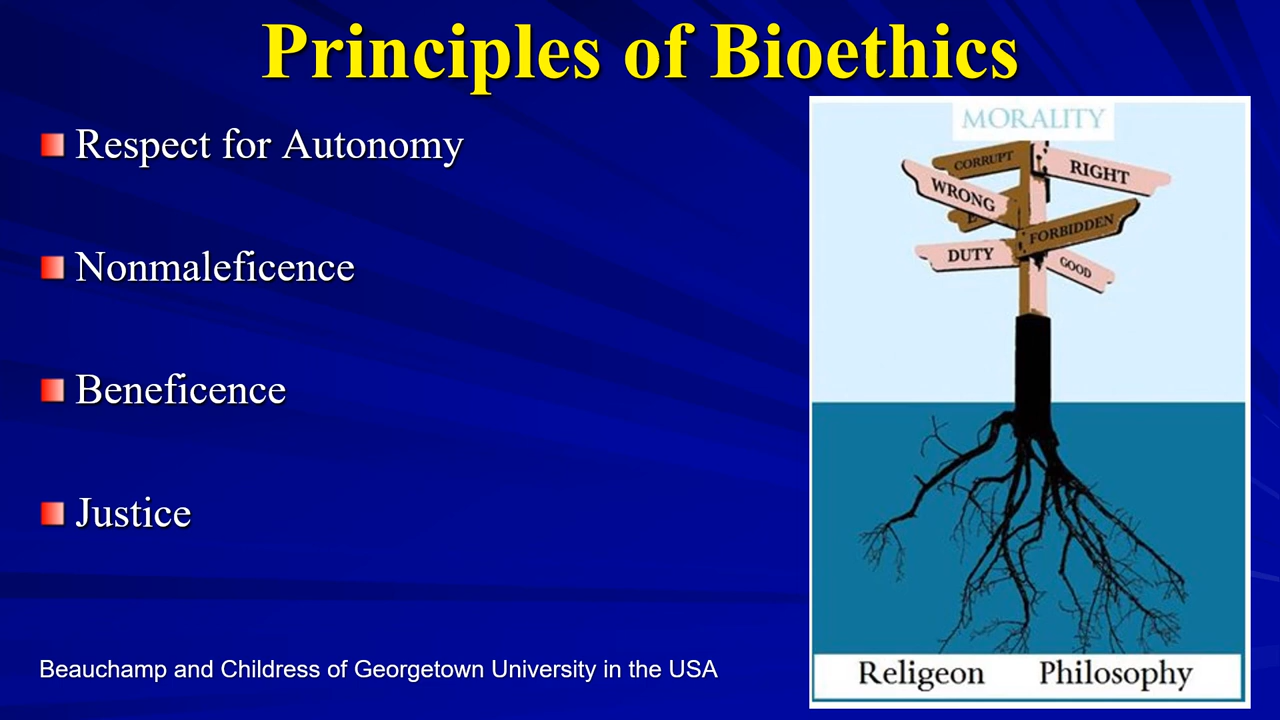 Principles of Bioethics
Respect for Autonomy
Nonmaleficence
Beneficence
Justice
Beauchamp and Childress of Georgetown University in the USA
MORALITY
CORRUPT
RIGHT
WRONG
FORBIDDEN
DUTY
GOOD
Religeon Philosophy